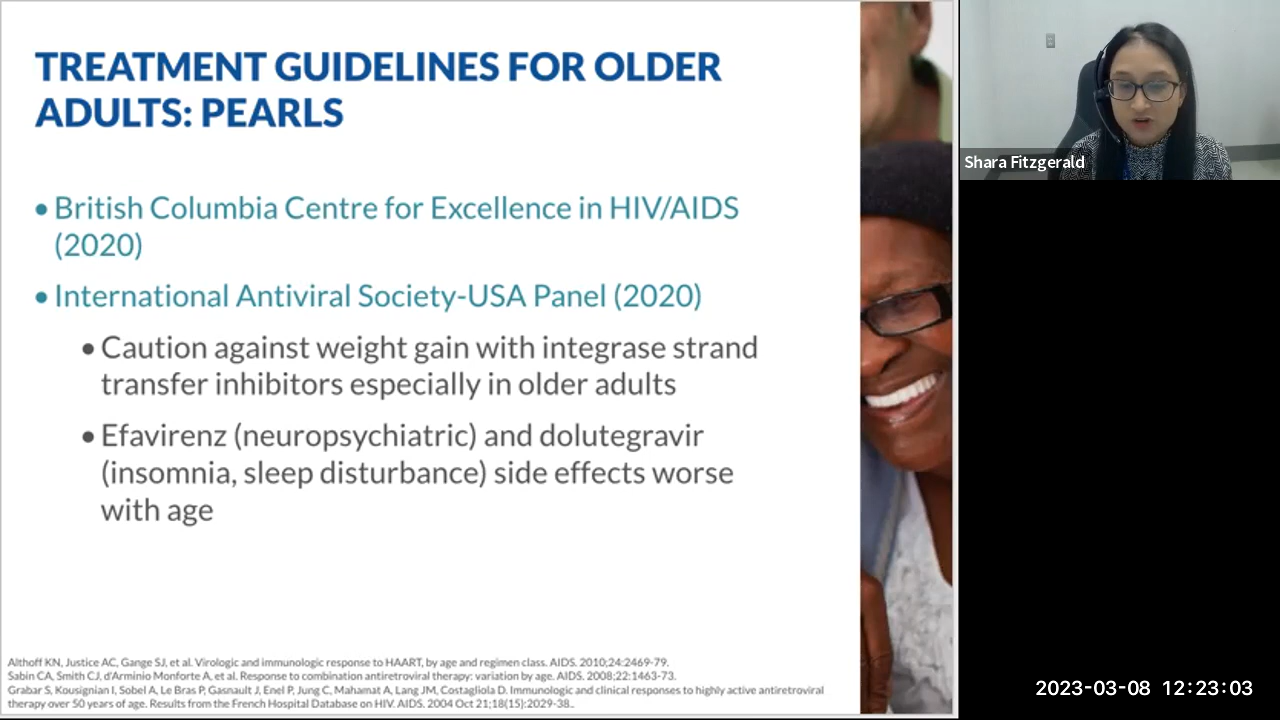 TREATMENT GUIDELINES FOR OLDER
ADULTS: PEARLS
• British Columbia Centre for Excellence in HIV/AIDS
(2020)
• International Antiviral Society-USA Panel (2020)
• Caution against weight gain with integrase strand
transfer inhibitors especially in older adults
• Efavirenz (neuropsychiatric) and dolutegravir
(insomnia, sleep disturbance) side effects worse
with age
Althoff KN, Justice AC, Gange SJ, et al. Virologic and immunologic response to HAART, by age and regimen class. AIDS. 2010;24:2469-79.
Sabin CA, Smith CJ, d'Arminio Monforte A, et al. Response to combination antiretroviral therapy: variation by age. AIDS. 2008;22:1463-73.
Grabar S, Kousignian I, Sobel A, Le Bras P, Gasnault J, Enel P, Jung C, Mahamat A, Lang JM, Costagliola D. Immunologic and clinical responses to highly active antiretroviral
therapy over 50 years of age. Results from the French Hospital Database on HIV. AIDS. 2004 Oct 21;18(15):2029-38..
Shara Fitzgerald
2023-03-08 12:23:03